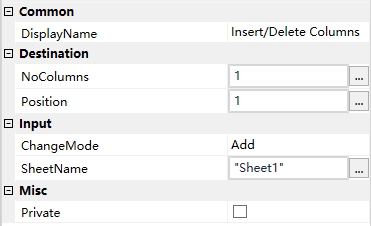 Common
DisplayName Insert/Delete Columns
Destination
NoColumns 1 ...
Position 1 ...
Input
ChangeMode Add
SheetName "Sheet1" ...
Misc
Private